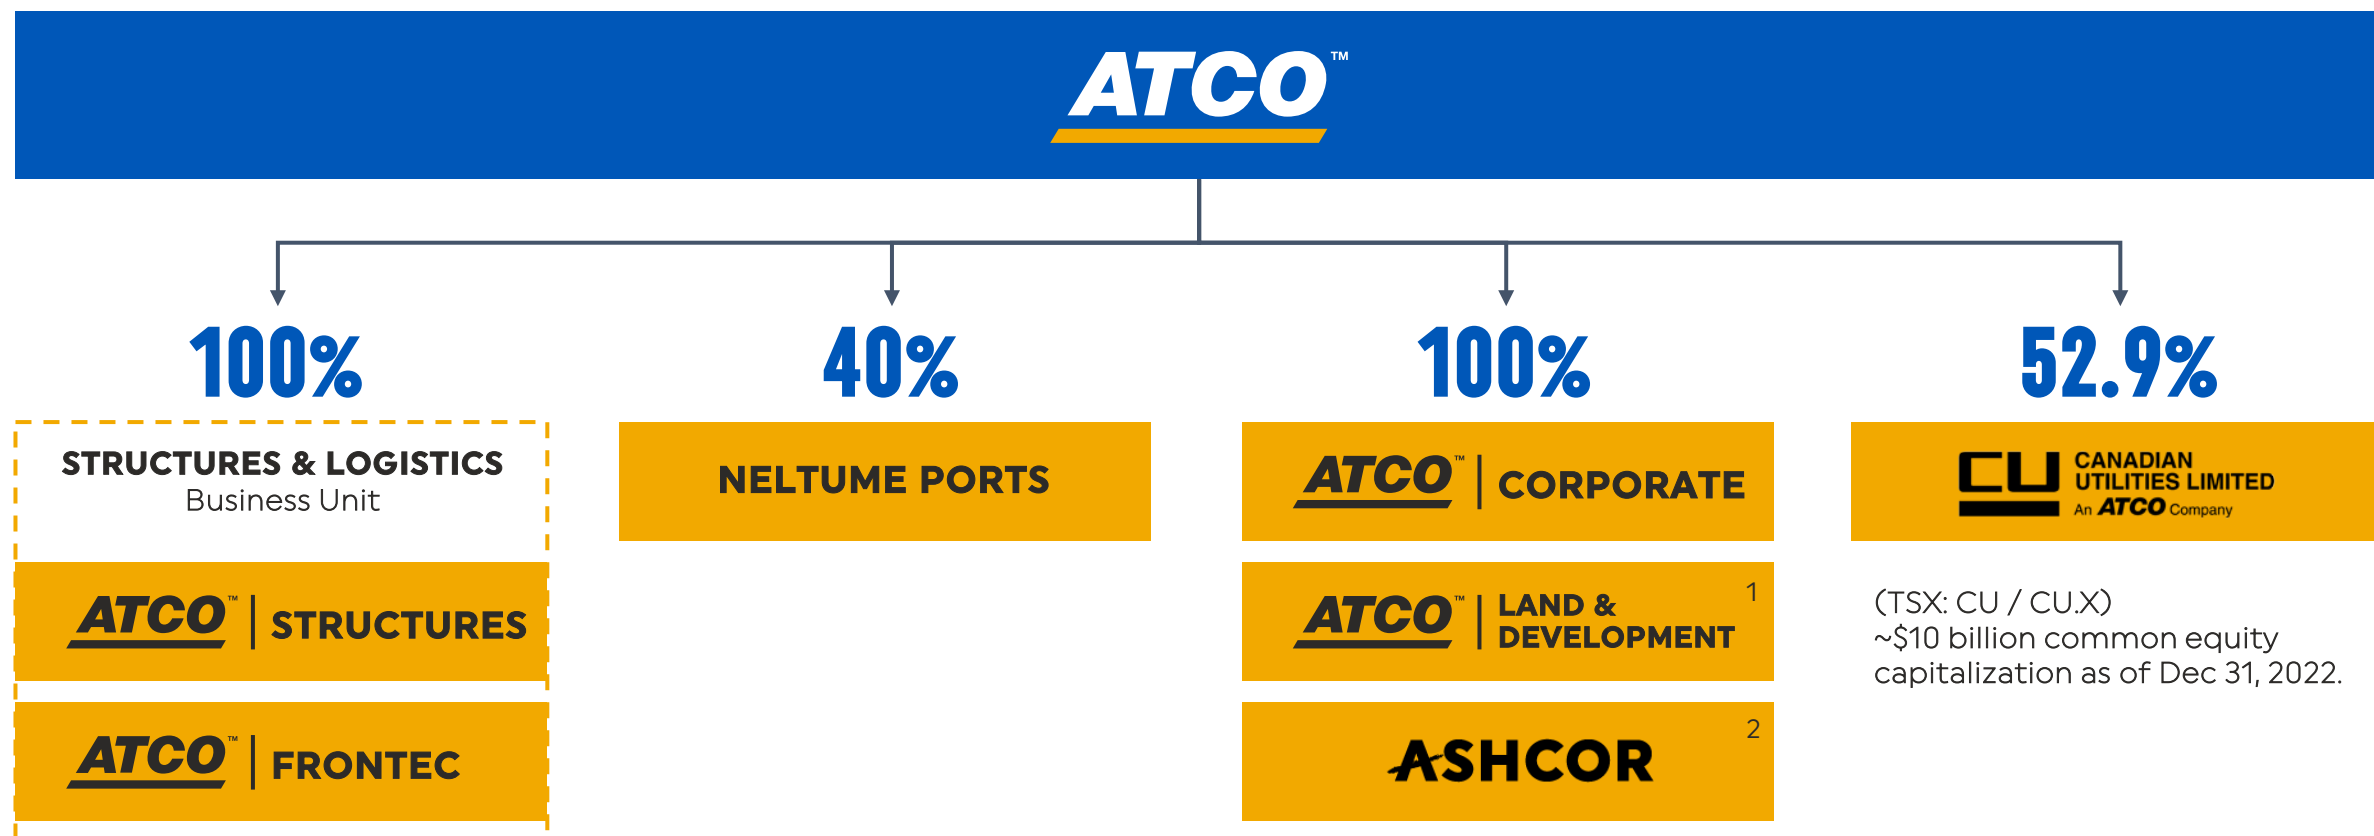 ATCO™
100%
STRUCTURES & LOGISTICS
Business Unit
ATCO™ | STRUCTURES
ATCO™ | FRONTEC
40%
NELTUME PORTS
100%
ATCO™ | CORPORATE
ATCO™ | LAND &
DEVELOPMENT 1
ASHCOR 2
52.9%
CU CANADIAN
UTILITIES LIMITED
An ATCO Company
(TSX: CU / CU.X)
~$10 billion common equity
capitalization as of Dec 31, 2022.